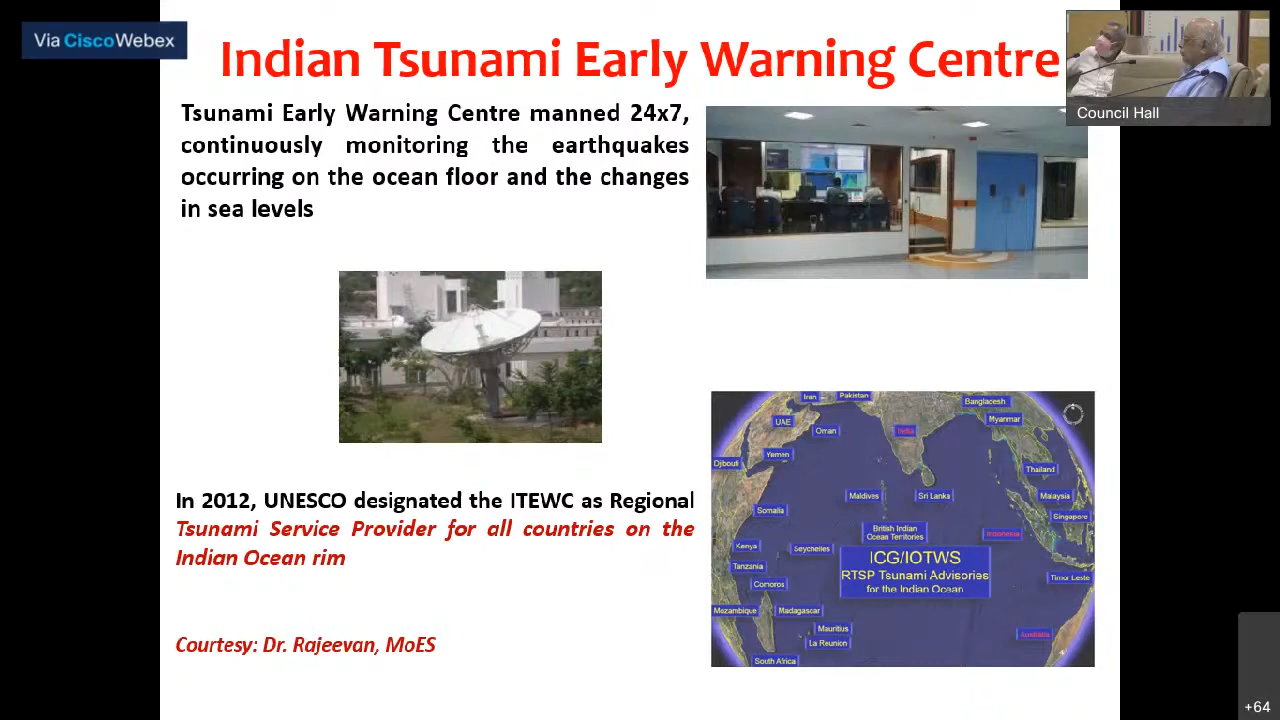 Via Cisco Webex
Indian Tsunami Early Warning Centre
Council Hall
Tsunami Early Warning Centre manned 24x7,
continuously monitoring the earthquakes
occurring on the ocean floor and the changes
in sea levels
In 2012, UNESCO designated the ITEWC as Regional
Tsunami Service Provider for all countries on the
Indian Ocean rim
Courtesy: Dr. Rajeevan, MoES
Iran
Pakistan
Bangladesh
UAE
Oman
India
Myanmar
Djibouti
Yemen
Thailand
Maldives
Sri Lanka
Malaysia
Somalia
Singapore
British Indian
Ocean Territories
Indonesia
Kenya
Seychelles
ICG/IOTWS
RTSP Tsunami Advisories
for the Indian Ocean
Tanzania
Timor Leste
Comoros
Mozambique
Madagascar
Mauritius
La Reunion
Australia
South Africa
+64